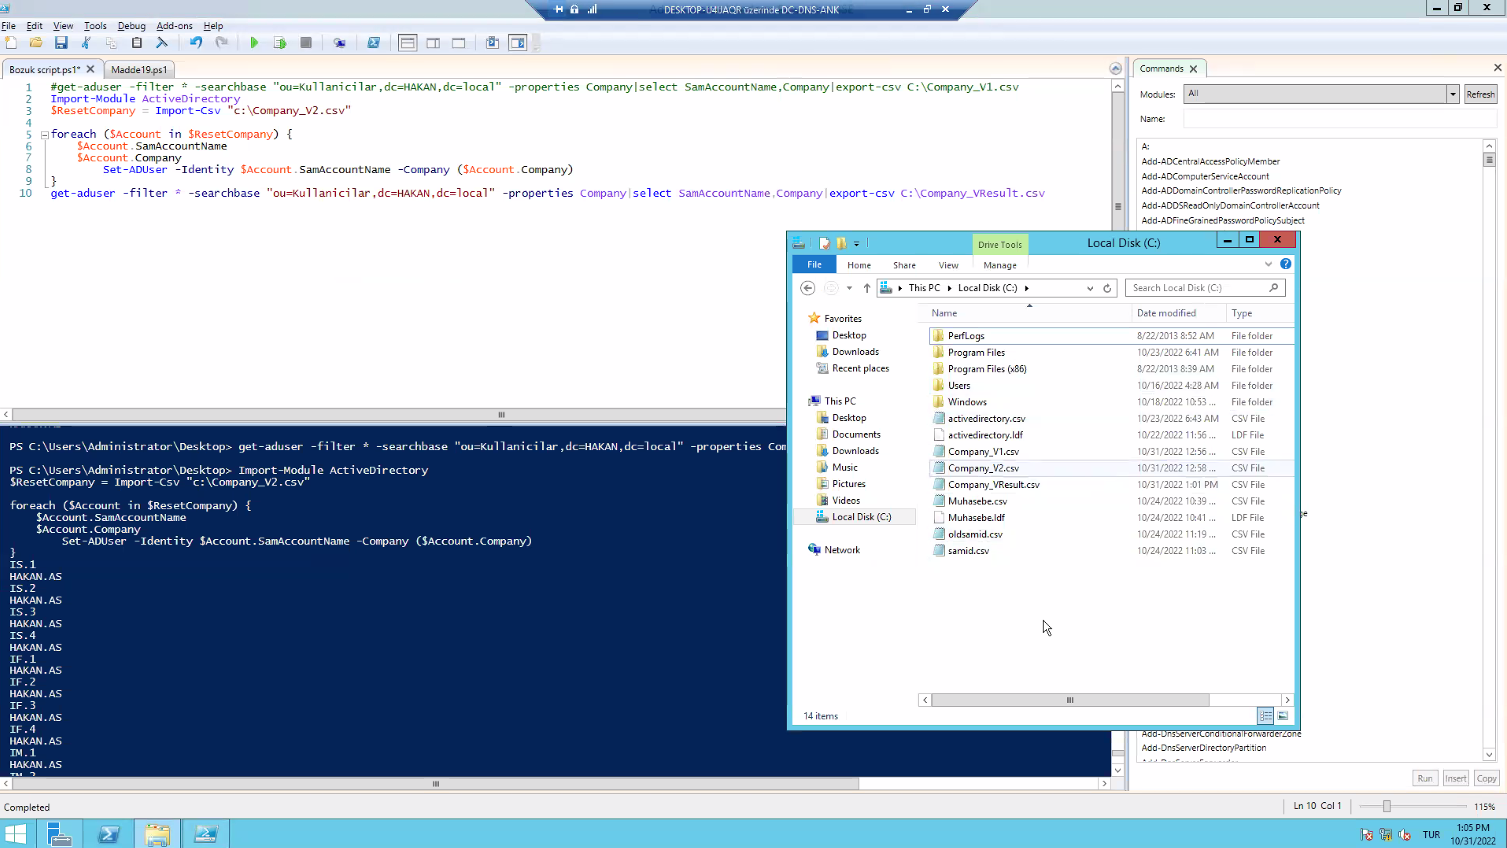 DESKTOP-U4UAQR üzerinde DC-DNS-ANK
File Edit View Tools Debug Add-ons Help
Bozuk script.ps1* Madde19.ps1
1 #get-aduser -filter * -searchbase "ou=Kullanicilar,dc=HAKAN,dc=local" -properties Company|select SamAccountName,Company|export-csv C:\Company_V1.csv
2 Import-Module ActiveDirectory
3 $ResetCompany = Import-Csv "c:\Company_V2.csv"
4
5 foreach ($Account in $ResetCompany) {
6 $Account.SamAccountName
7 $Account.Company
8 Set-ADUser -Identity $Account.SamAccountName -Company ($Account.Company)
9 }
10 get-aduser -filter * -searchbase "ou=Kullanicilar,dc=HAKAN,dc=local" -properties Company|select SamAccountName,Company|export-csv C:\Company_VResult.csv
PS C:\Users\Administrator\Desktop> get-aduser -filter * -searchbase "ou=Kullanicilar,dc=HAKAN,dc=local" -properties Com
PS C:\Users\Administrator\Desktop> Import-Module ActiveDirectory
$ResetCompany = Import-Csv "c:\Company_V2.csv"
foreach ($Account in $ResetCompany) {
$Account.SamAccountName
$Account.Company
Set-ADUser -Identity $Account.SamAccountName -Company ($Account.Company)
}
IS.1
HAKAN.AS
IS.2
HAKAN.AS
IS.3
HAKAN.AS
IS.4
HAKAN.AS
IF.1
HAKAN.AS
IF.2
HAKAN.AS
IF.3
HAKAN.AS
IF.4
HAKAN.AS
IM.1
HAKAN.AS
Drive Tools Local Disk (C:)
File Home Share View Manage
This PC Local Disk (C:) Search Local Disk (C:)
Favorites
Desktop
Downloads
Recent places
This PC
Desktop
Documents
Downloads
Music
Pictures
Videos
Local Disk (C:)
Network
Name Date modified Type
PerfLogs 8/22/2013 8:52 AM File folder
Program Files 10/23/2022 6:41 AM File folder
Program Files (x86) 8/22/2013 8:39 AM File folder
Users 10/16/2022 4:28 AM File folder
Windows 10/18/2022 10:53 ... File folder
activedirectory.csv 10/23/2022 6:43 AM CSV File
activedirectory.ldf 10/22/2022 11:56 ... LDF File
Company_V1.csv 10/31/2022 12:56 ... CSV File
Company_V2.csv 10/31/2022 12:58 ... CSV File
Company_VResult.csv 10/31/2022 1:01 PM CSV File
Muhasebe.csv 10/24/2022 10:39 ... CSV File
Muhasebe.ldf 10/24/2022 10:41 ... LDF File
oldsamid.csv 10/24/2022 11:19 ... CSV File
samid.csv 10/24/2022 11:03 ... CSV File
14 items
Commands
Modules: All Refresh
Name:
A:
Add-ADCentralAccessPolicyMember
Add-ADComputerServiceAccount
Add-ADDomainControllerPasswordReplicationPolicy
Add-ADDSReadOnlyDomainControllerAccount
Add-ADFineGrainedPasswordPolicySubject
ge
Add-DnsServerConditionalForwarderZone
Add-DnsServerDirectoryPartition
Run Insert Copy
Completed Ln 10 Col 1 115%
TUR 1:05 PM
10/31/2022